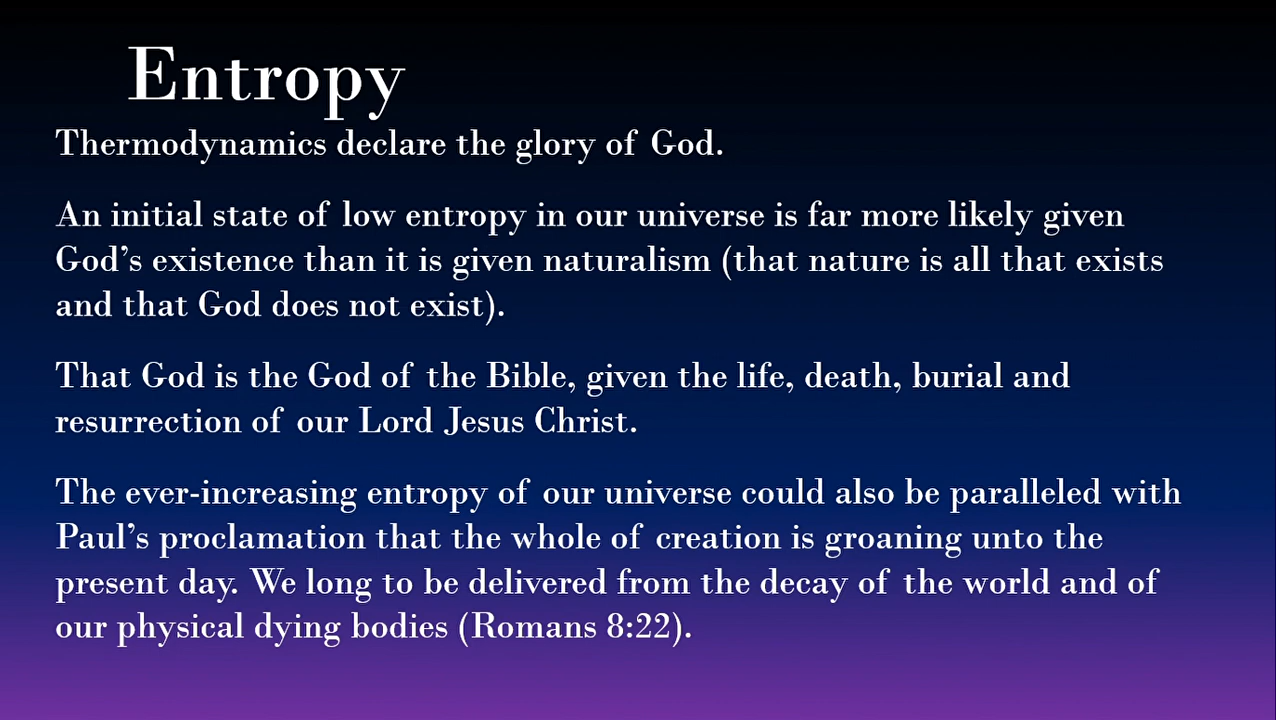 Entropy
Thermodynamics declare the glory of God.
An initial state of low entropy in our universe is far more likely given
God’s existence than it is given naturalism (that nature is all that exists
and that God does not exist).
That God is the God of the Bible, given the life, death, burial and
resurrection of our Lord Jesus Christ.
The ever-increasing entropy of our universe could also be paralleled with
Paul’s proclamation that the whole of creation is groaning unto the
present day. We long to be delivered from the decay of the world and of
our physical dying bodies (Romans 8:22).